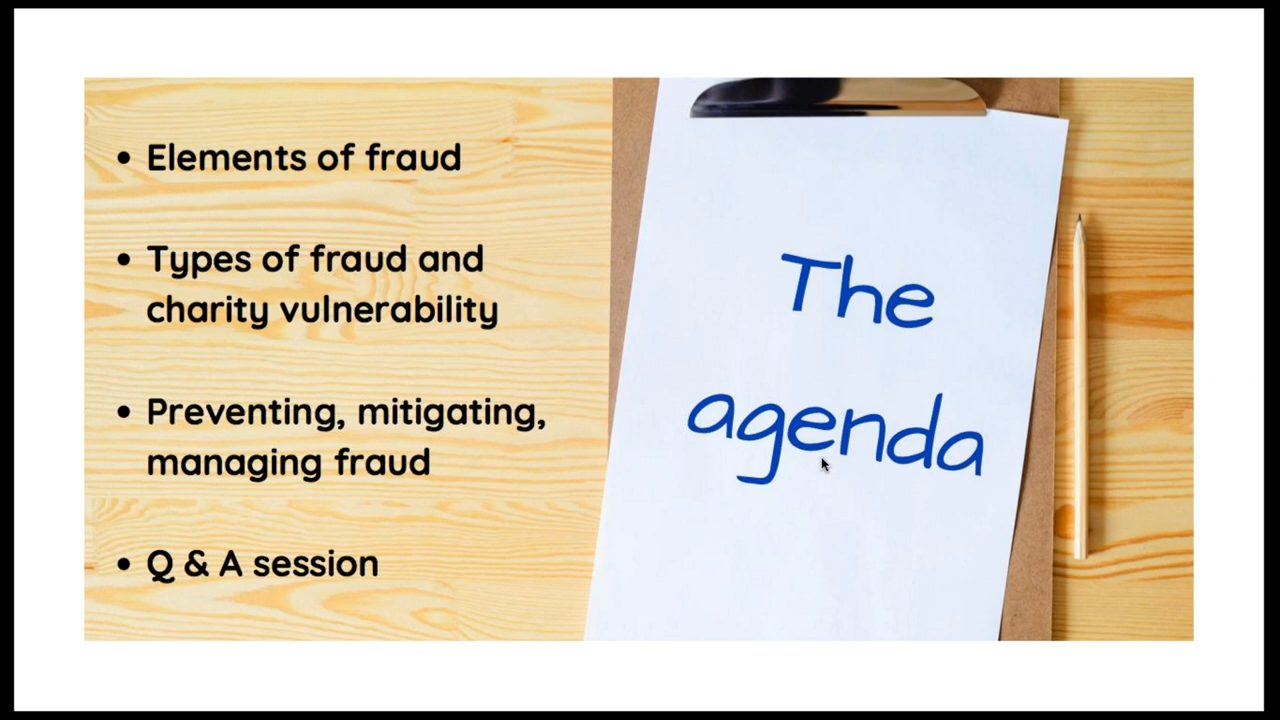 • Elements of fraud
• Types of fraud and
charity vulnerability
• Preventing, mitigating,
managing fraud
• Q & A session
The
agenda